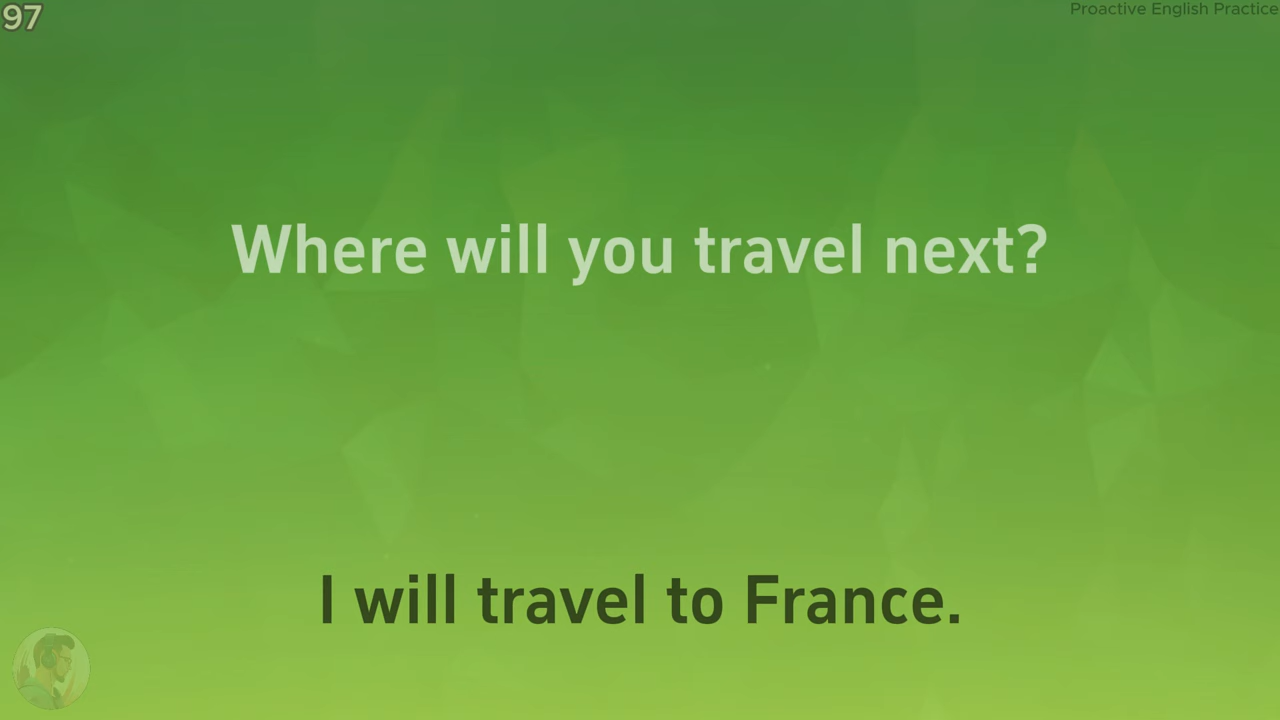 97
Proactive English Practice
Where will you travel next?
I will travel to France.